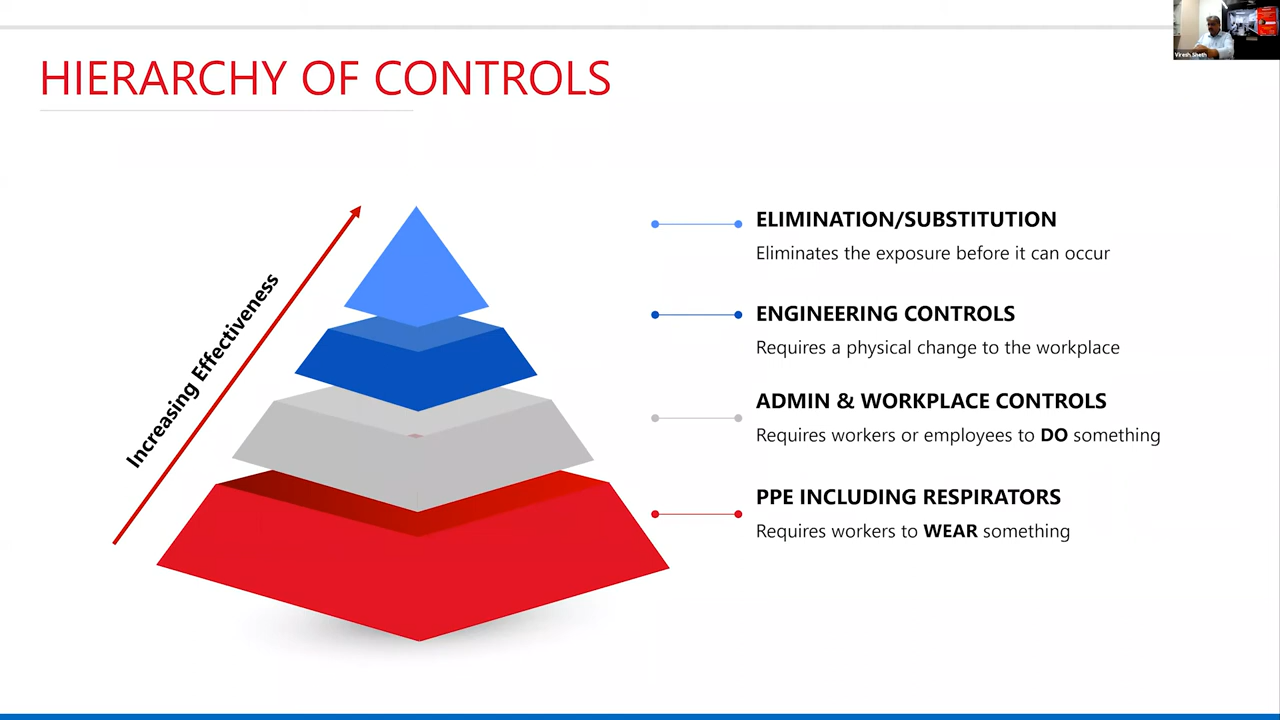 Viresh Sheth
HIERARCHY OF CONTROLS
Increasing Effectiveness
ELIMINATION/SUBSTITUTION
Eliminates the exposure before it can occur
ENGINEERING CONTROLS
Requires a physical change to the workplace
ADMIN & WORKPLACE CONTROLS
Requires workers or employees to DO something
PPE INCLUDING RESPIRATORS
Requires workers to WEAR something